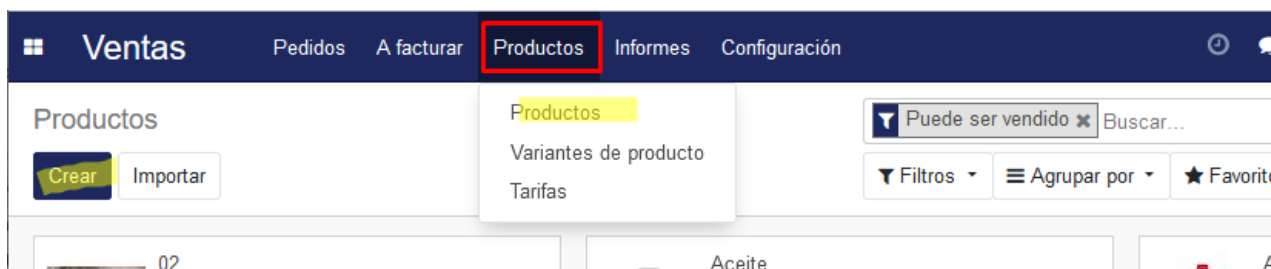 Ventas Pedidos A facturar Productos Informes Configuración
Productos
Productos
Variantes de producto
Tarifas
Puede ser vendido Buscar...
Crear Importar
Filtros Agrupar por Favorito
02
Aceite